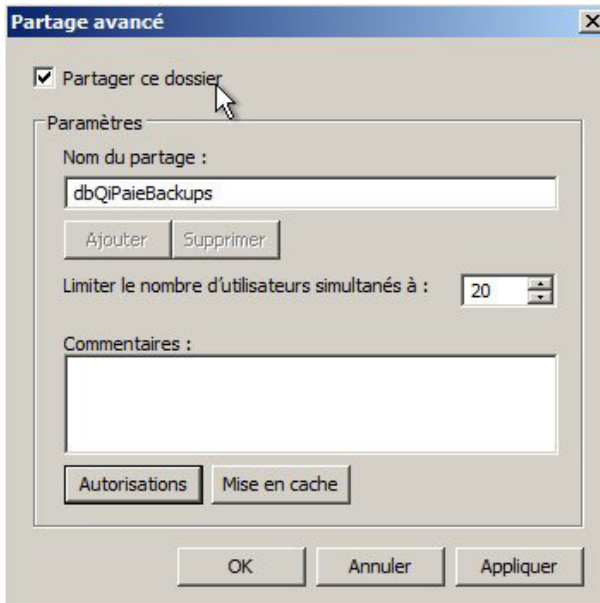 Partage avancé
Partager ce dossier
Paramètres
Nom du partage :
dbQiPaieBackups
Ajouter Supprimer
Limiter le nombre d'utilisateurs simultanés à : 20
Commentaires :
Autorisations Mise en cache
OK Annuler Appliquer